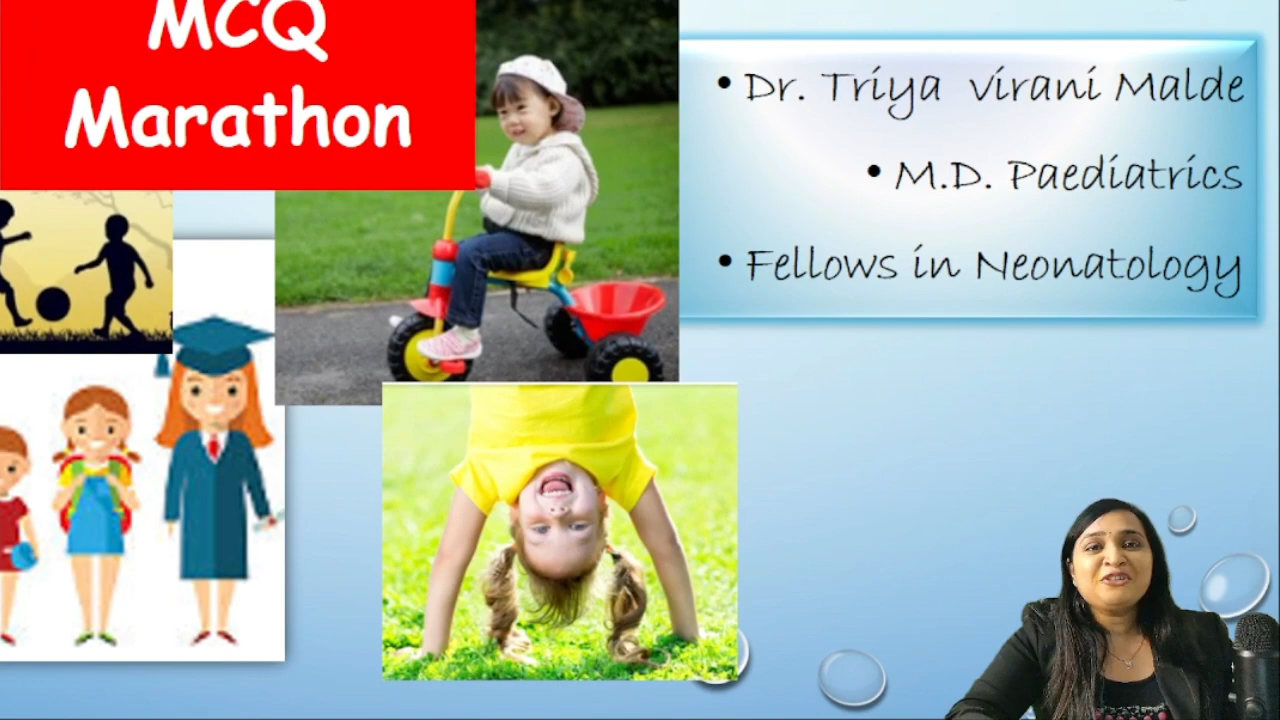 MCQ
Marathon
• Dr. Triya virani Malde
• M.D. Paediatrics
• Fellows in Neonatology